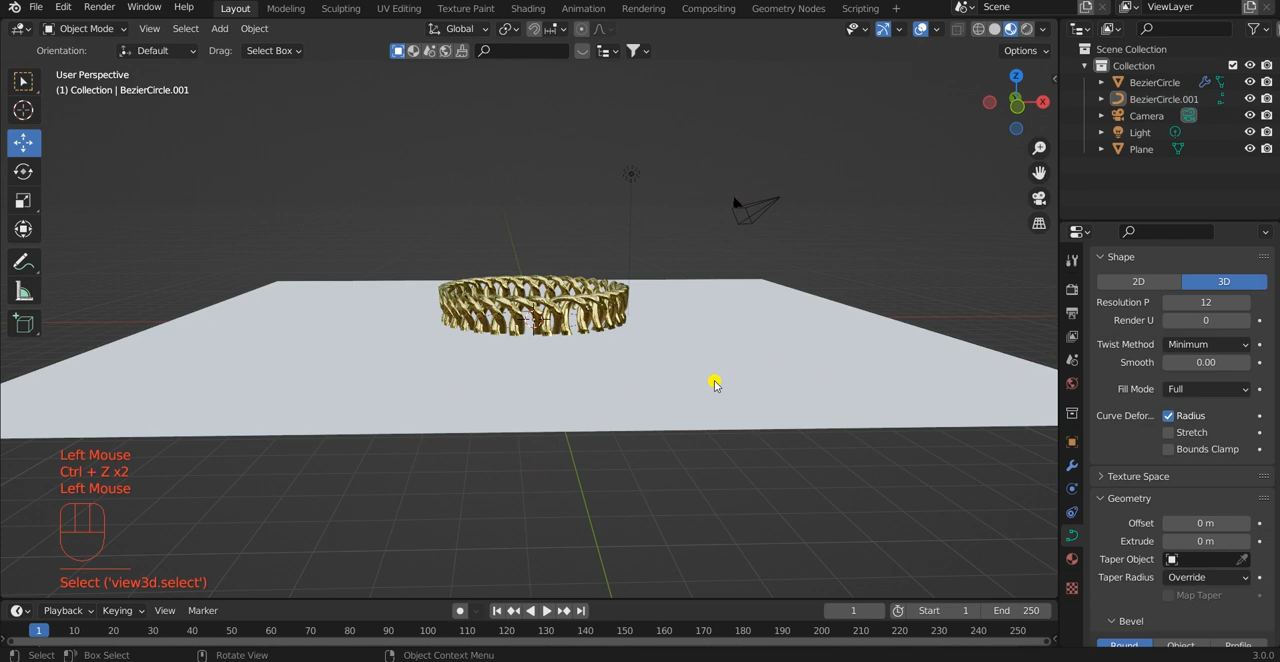 File Edit Render Window Help Layout Modeling Sculpting UV Editing Texture Paint Shading Animation Rendering Compositing Geometry Nodes Scripting + Scene ViewLayer
Object Mode View Select Add Object Global
Orientation: Default Drag: Select Box Options
User Perspective
(1) Collection | BezierCircle.001
Z
X
Y
Left Mouse
Ctrl + Z x2
Left Mouse
Select ('view3d.select')
Scene Collection
Collection
BezierCircle
BezierCircle.001
Camera
Light
Plane
Shape
2D 3D
Resolution P 12
Render U 0
Twist Method Minimum
Smooth 0.00
Fill Mode Full
Curve Defor... Radius
Stretch
Bounds Clamp
Texture Space
Geometry
Offset 0 m
Extrude 0 m
Taper Object
Taper Radius Override
Map Taper
Bevel
Round Object Profile
Playback Keying View Marker 1 Start 1 End 250
1 10 20 30 40 50 60 70 80 90 100 110 120 130 140 150 160 170 180 190 200 210 220 230 240 250
Select Box Select Rotate View Object Context Menu 3.0.0